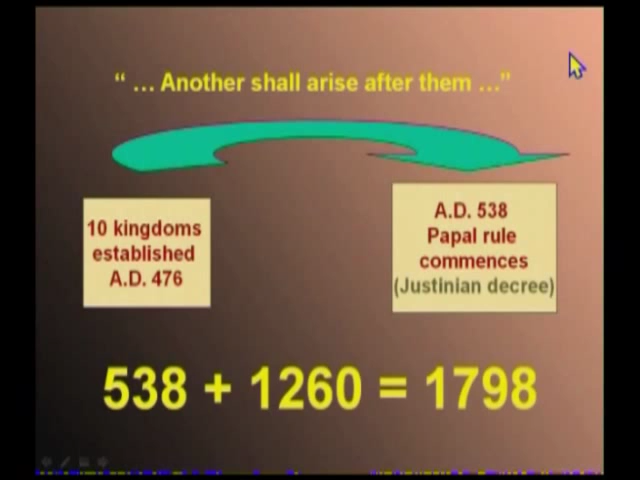 “ ... Another shall arise after them ...”
10 kingdoms
established
A.D. 476
A.D. 538
Papal rule
commences
(Justinian decree)
538 + 1260 = 1798